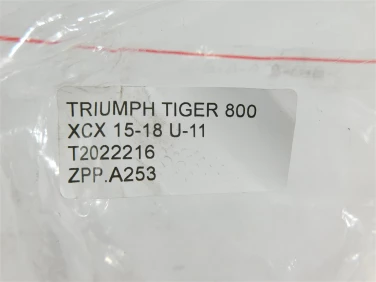 TRIUMPH TIGER 800
XCX 15-18 U-11
T2022216
ZPP.A253